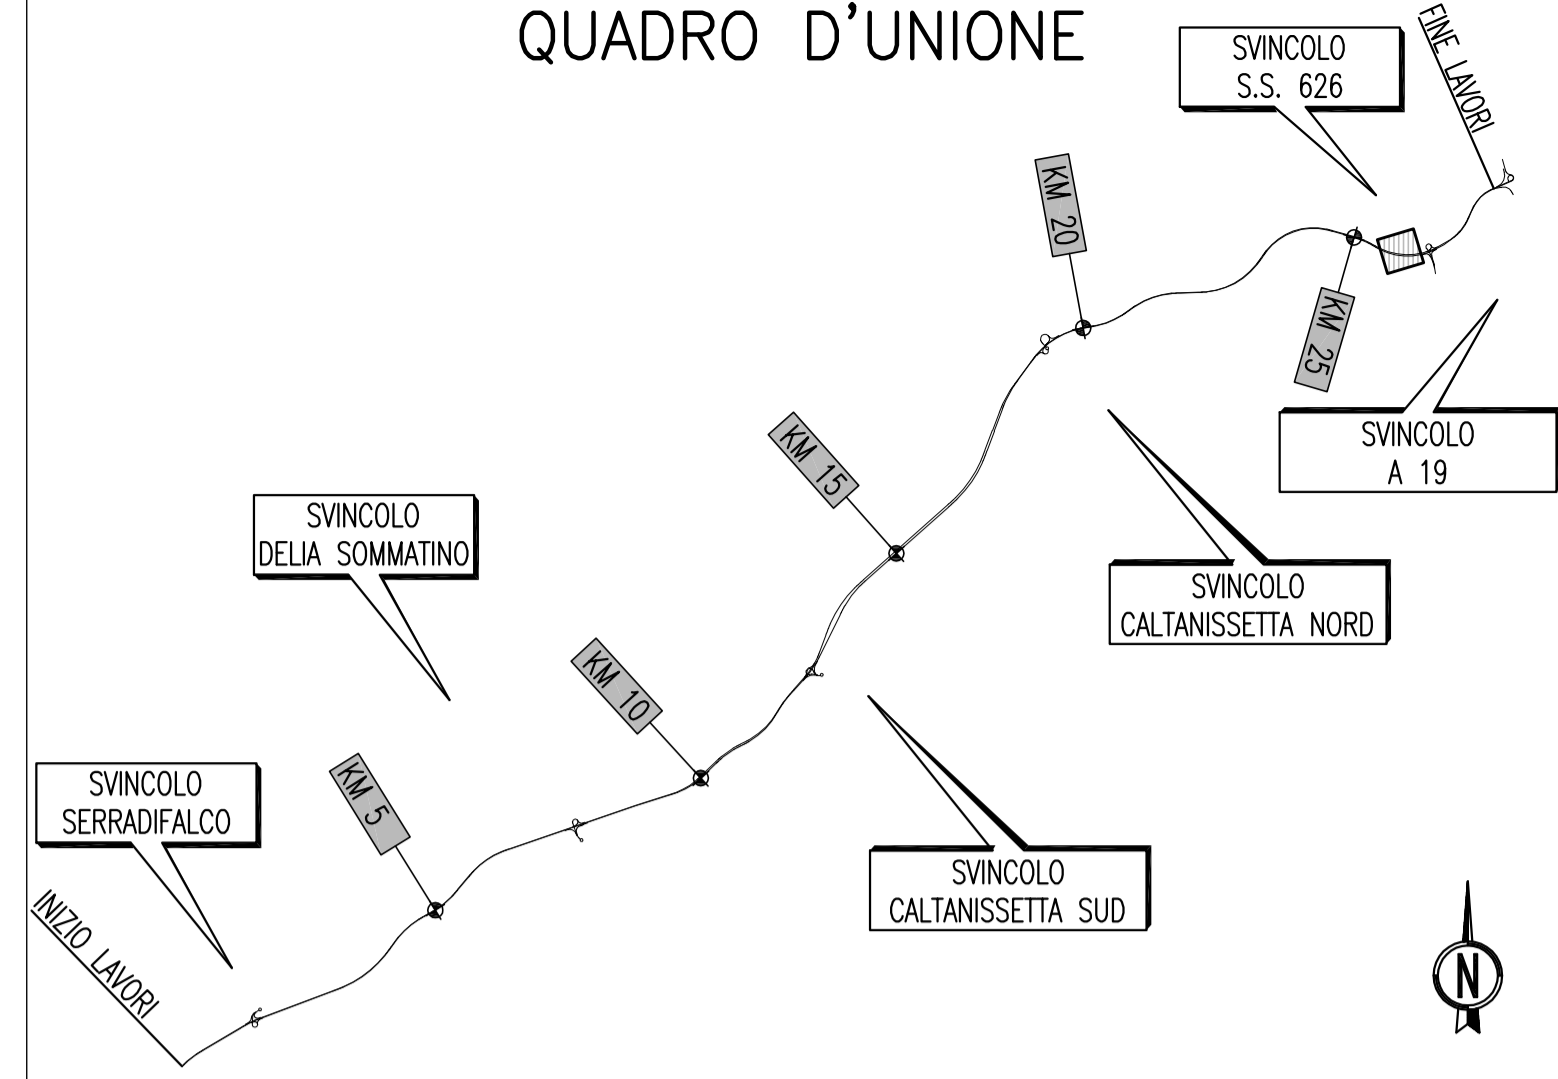 QUADRO D'UNIONE
SVINCOLO
S.S. 626
FINE LAVORI
KM 20
KM 25
SVINCOLO
A 19
KM 15
SVINCOLO
DELIA SOMMATINO
SVINCOLO
CALTANISSETTA NORD
KM 10
KM 5
SVINCOLO
SERRADIFALCO
SVINCOLO
CALTANISSETTA SUD
INIZIO LAVORI
N